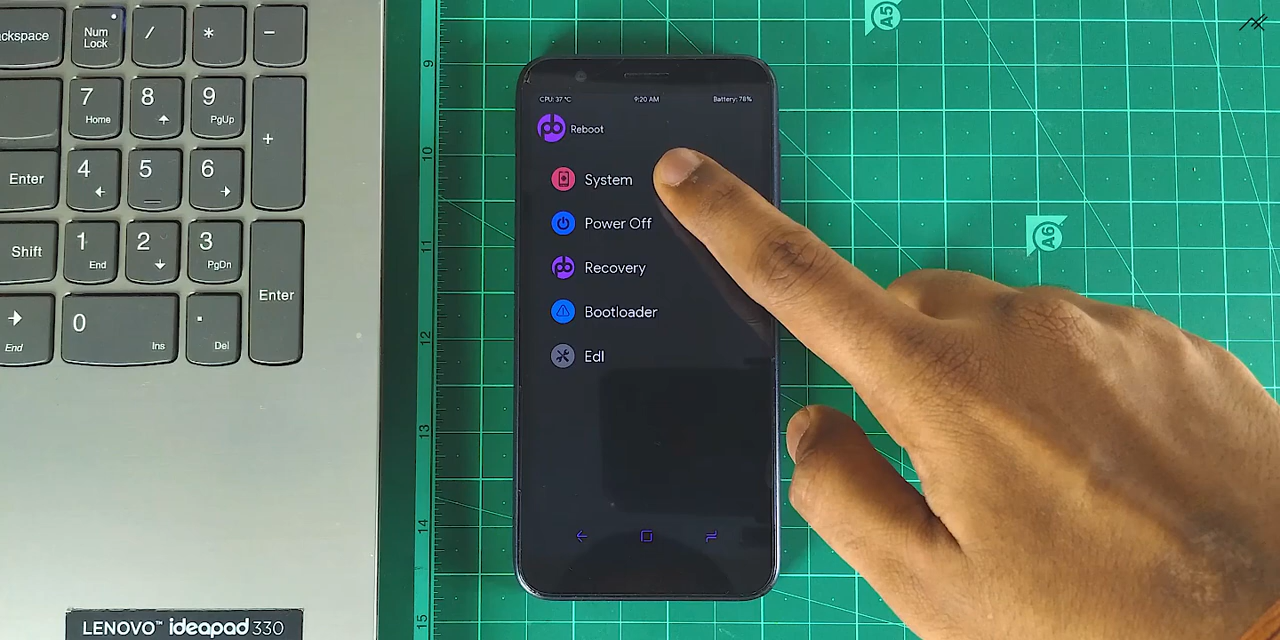 ckspace
Num
Lock
/
*
-
7
Home
8
9
PgUp
+
Enter
4
5
6
Shift
1
End
2
3
PgDn
Enter
End
0
Ins
.
Del
LENOVO™ ideapad 330
9
10
11
12
13
14
15
CPU: 37 °C
9:20 AM
Battery: 78%
Reboot
System
Power Off
Recovery
Bootloader
Edl
A5
A6